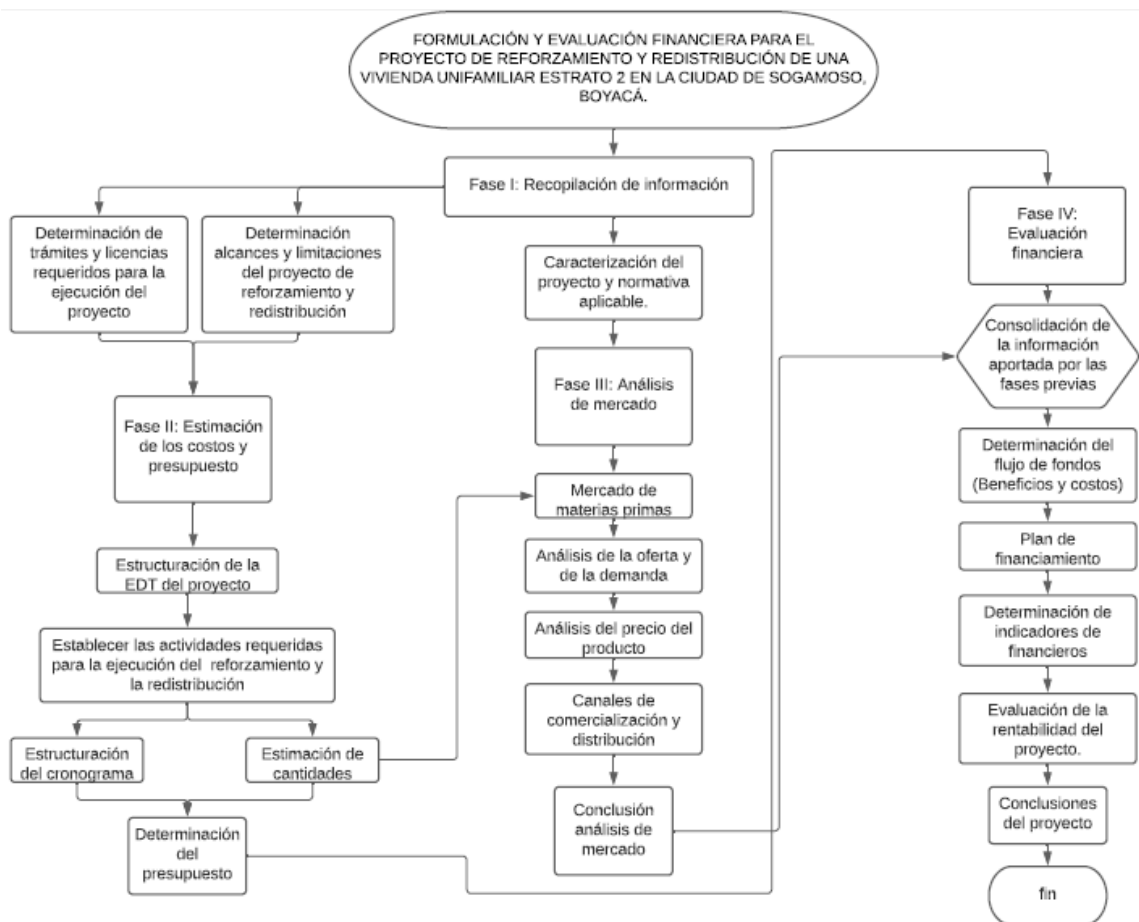 FORMULACIÓN Y EVALUACIÓN FINANCIERA PARA EL
PROYECTO DE REFORZAMIENTO Y REDISTRIBUCIÓN DE UNA
VIVIENDA UNIFAMILIAR ESTRATO 2 EN LA CIUDAD DE SOGAMOSO,
BOYACÁ.
Fase I: Recopilación de información
Determinación de
trámites y licencias
requeridos para la
ejecución del
proyecto
Determinación
alcances y limitaciones
del proyecto de
reforzamiento y
redistribución
Fase II: Estimación
de los costos y
presupuesto
Estructuración de la
EDT del proyecto
Establecer las actividades requeridas
para la ejecución del reforzamiento y
la redistribución
Estructuración
del cronograma
Estimación de
cantidades
Determinación
del
presupuesto
Caracterización del
proyecto y normativa
aplicable.
Fase III: Análisis
de mercado
Mercado de
materias primas
Análisis de la oferta y
de la demanda
Análisis del precio del
producto
Canales de
comercialización y
distribución
Conclusión
análisis de
mercado
Fase IV:
Evaluación
financiera
Consolidación de
la información
aportada por las
fases previas
Determinación del
flujo de fondos
(Beneficios y costos)
Plan de
financiamiento
Determinación de
indicadores de
financieros
Evaluación de la
rentabilidad del
proyecto.
Conclusiones
del proyecto
fin